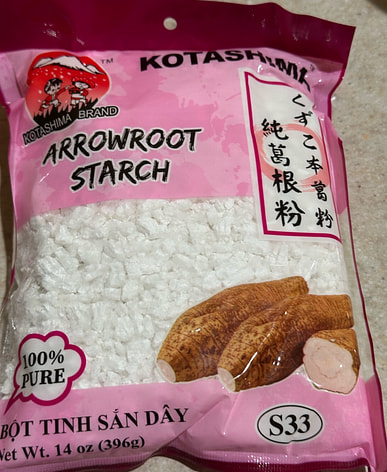 KOTASHIMA
TM
KOTASHIMA BRAND
ARROWROOT
STARCH
くずこ本葛粉
純葛根粉
100%
PURE
BỘT TINH SẮN DÂY
Net Wt. 14 oz (396g)
S33